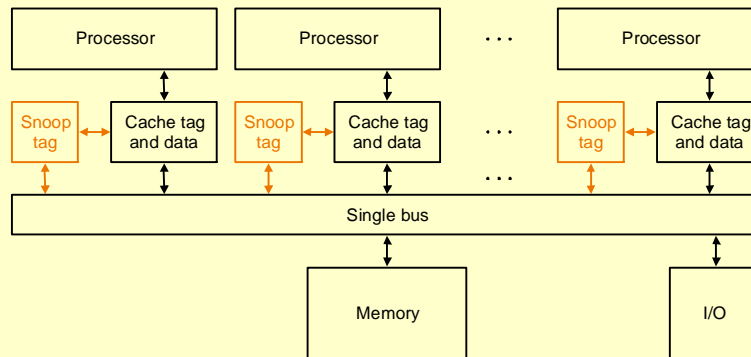 Processor
Processor
. . .
Processor
Snoop
tag
Cache tag
and data
Snoop
tag
Cache tag
and data
. . .
Snoop
tag
Cache tag
and data
. . .
Single bus
Memory
I/O